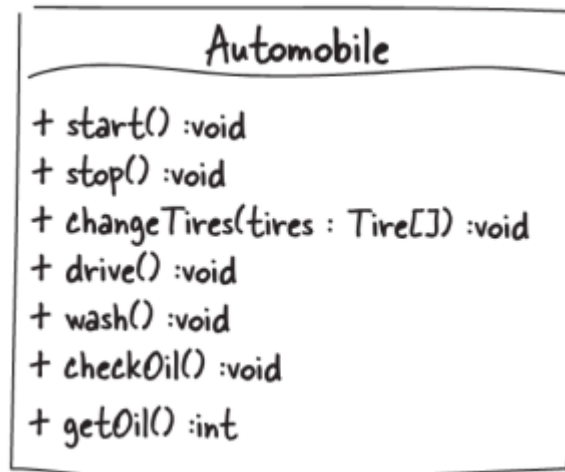 Automobile
+ start() :void
+ stop() :void
+ changeTires(tires : Tire[]) :void
+ drive() :void
+ wash() :void
+ checkOil() :void
+ getOil() :int